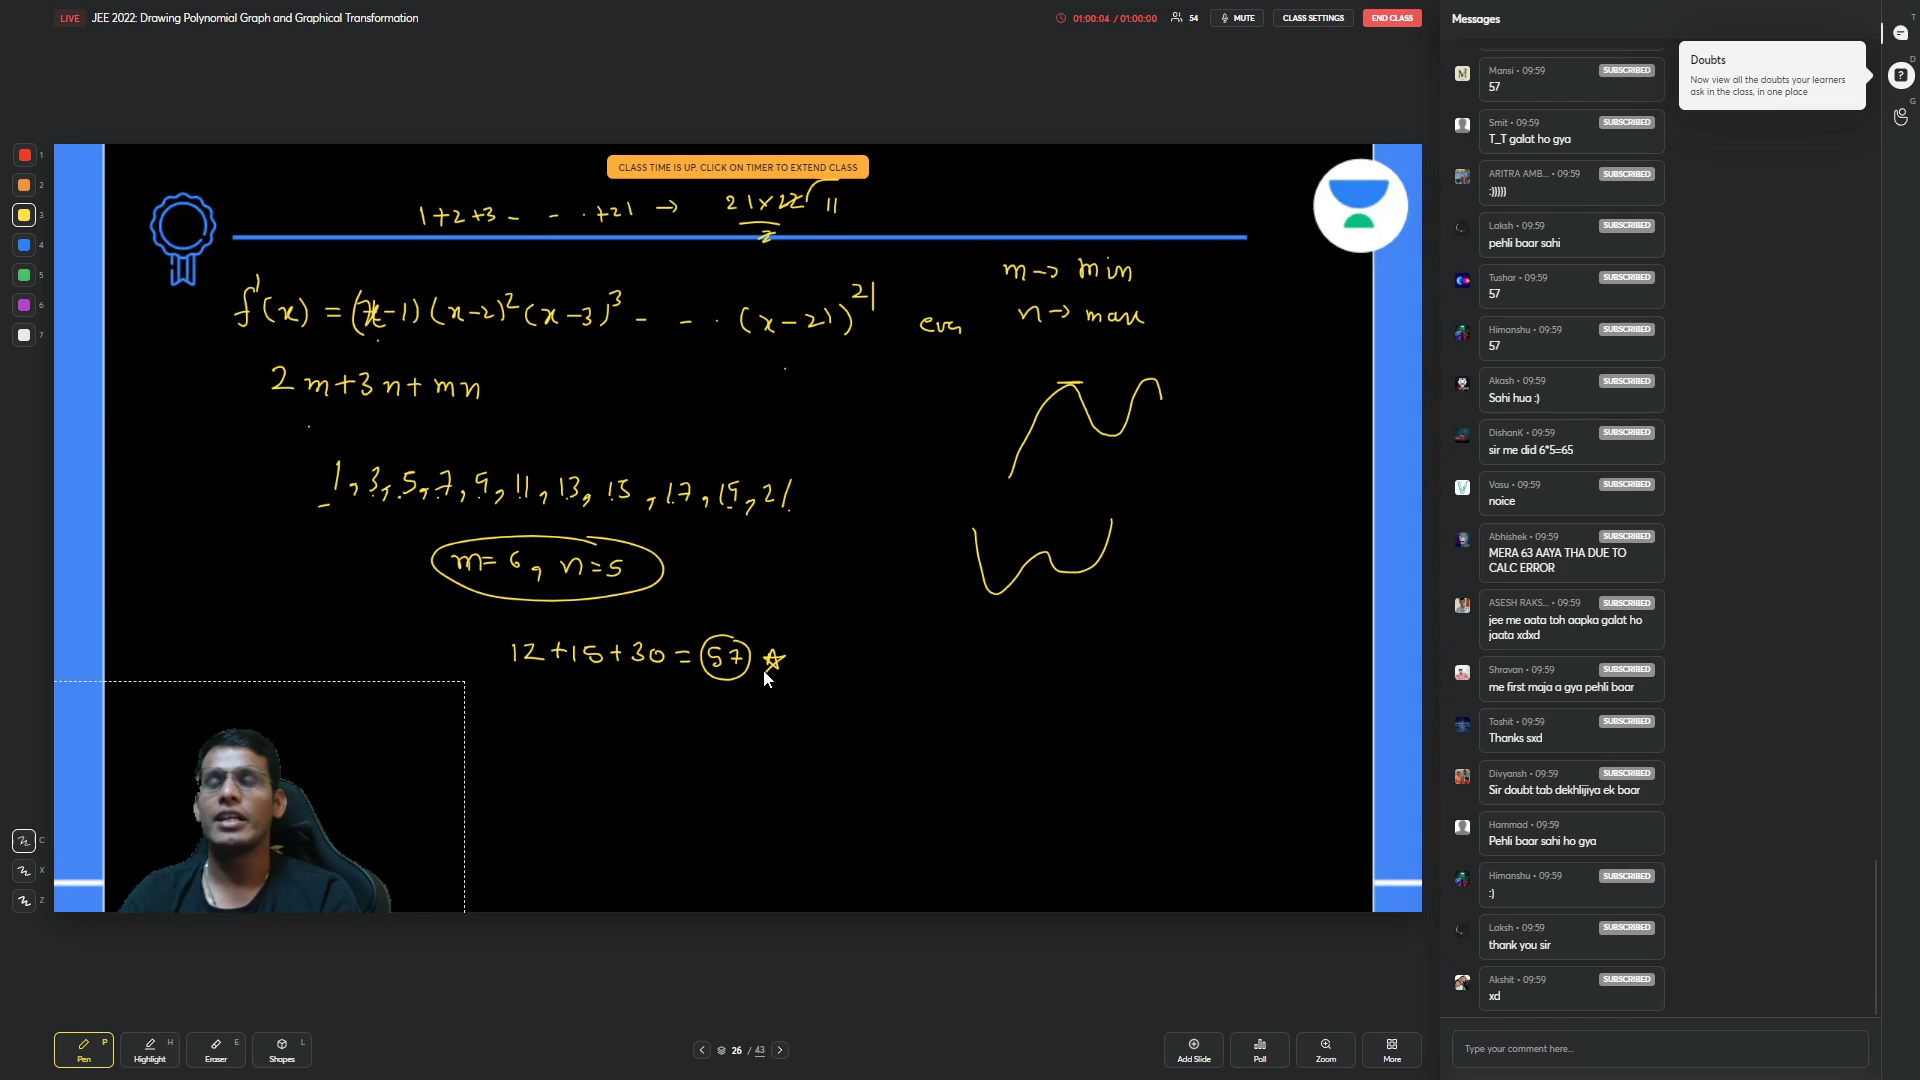 LIVE JEE 2022: Drawing Polynomial Graph and Graphical Transformation
01:00:04 / 01:00:00 54 MUTE CLASS SETTINGS END CLASS
1
2
3
4
5
6
7
C
X
Z
CLASS TIME IS UP. CLICK ON TIMER TO EXTEND CLASS
1+2+3 - - . +21 → 21×22/2 11
f'(x) = (x-1)(x-2)²(x-3)³ - - . (x-21)²¹
even
m → min
n → max
2m+3n+mn
1, 3, 5, 7, 9, 11, 13, 15, 17, 19, 21
m=6, n=5
12+15+30 = 57
Pen P
Highlight H
Eraser E
Shapes L
26 / 43
Add Slide
Poll
Zoom
More
Messages
Mansi • 09:59 SUBSCRIBED
57
Smit • 09:59 SUBSCRIBED
T_T galat ho gya
ARITRA AMB... • 09:59 SUBSCRIBED
:)))))
Laksh • 09:59 SUBSCRIBED
pehli baar sahi
Tushar • 09:59 SUBSCRIBED
57
Himanshu • 09:59 SUBSCRIBED
57
Akash • 09:59 SUBSCRIBED
Sahi hua :)
DishanK • 09:59 SUBSCRIBED
sir me did 6*5=65
Vasu • 09:59 SUBSCRIBED
noice
Abhishek • 09:59 SUBSCRIBED
MERA 63 AAYA THA DUE TO
CALC ERROR
ASESH RAKS... • 09:59 SUBSCRIBED
jee me aata toh aapka galat ho
jaata xdxd
Shravan • 09:59 SUBSCRIBED
me first maja a gya pehli baar
Toshit • 09:59 SUBSCRIBED
Thanks sxd
Divyansh • 09:59 SUBSCRIBED
Sir doubt tab dekhlijiya ek baar
Hammad • 09:59
Pehli baar sahi ho gya
Himanshu • 09:59 SUBSCRIBED
:)
Laksh • 09:59 SUBSCRIBED
thank you sir
Akshit • 09:59 SUBSCRIBED
xd
Type your comment here...
Doubts
Now view all the doubts your learners
ask in the class, in one place
T
D
G